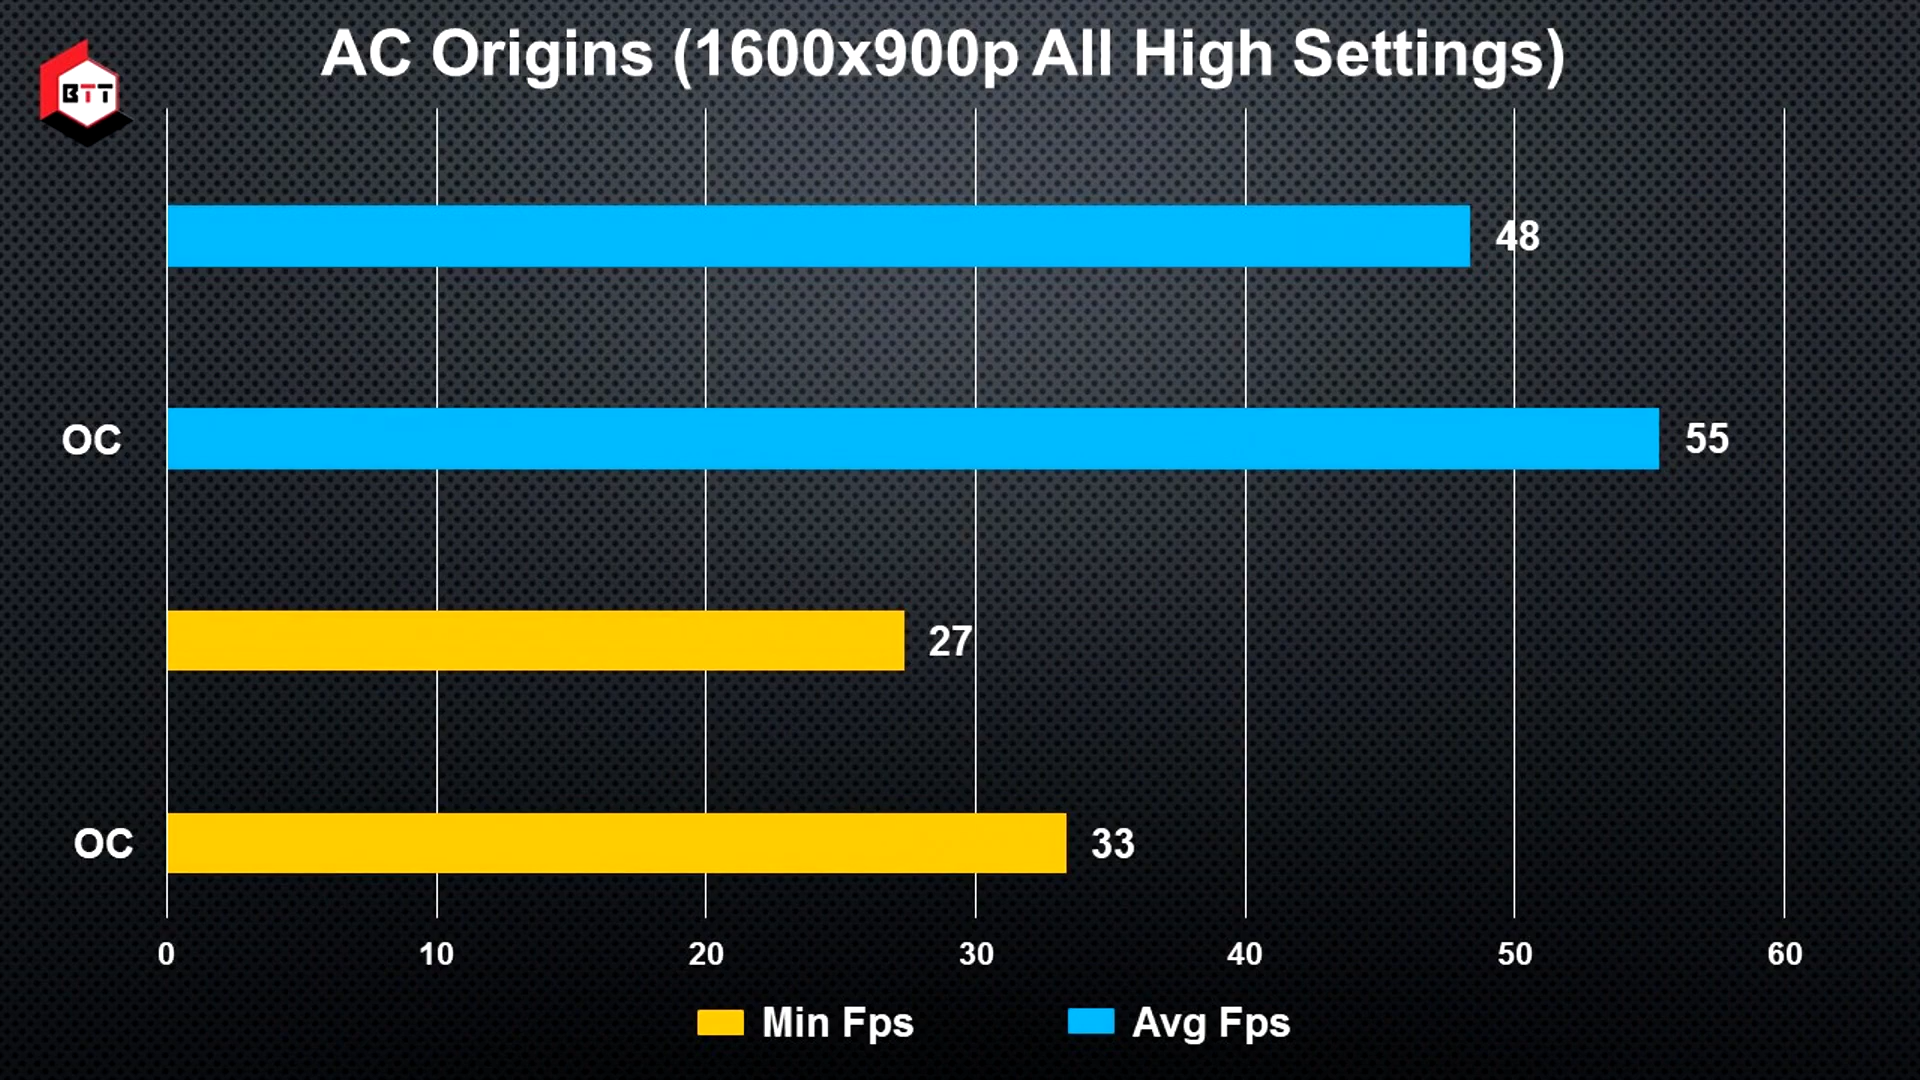 AC Origins (1600x900p All High Settings)
BTT
48
OC 55
27
OC 33
0 10 20 30 40 50 60
Min Fps Avg Fps